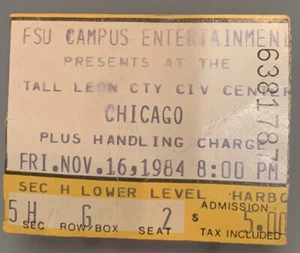 FSU CAMPUS ENTERTAINMENT
PRESENTS AT THE
TALL LEON CTY CIV CENTER
CHICAGO
PLUS HANDLING CHARGE
FRI.NOV.16,1984 8:00 PM
SEC H LOWER LEVEL HARBO
ADMISSION
5H G 2 $ 5.00
SEC ROW/BOX SEAT TAX INCLUDED
6381787